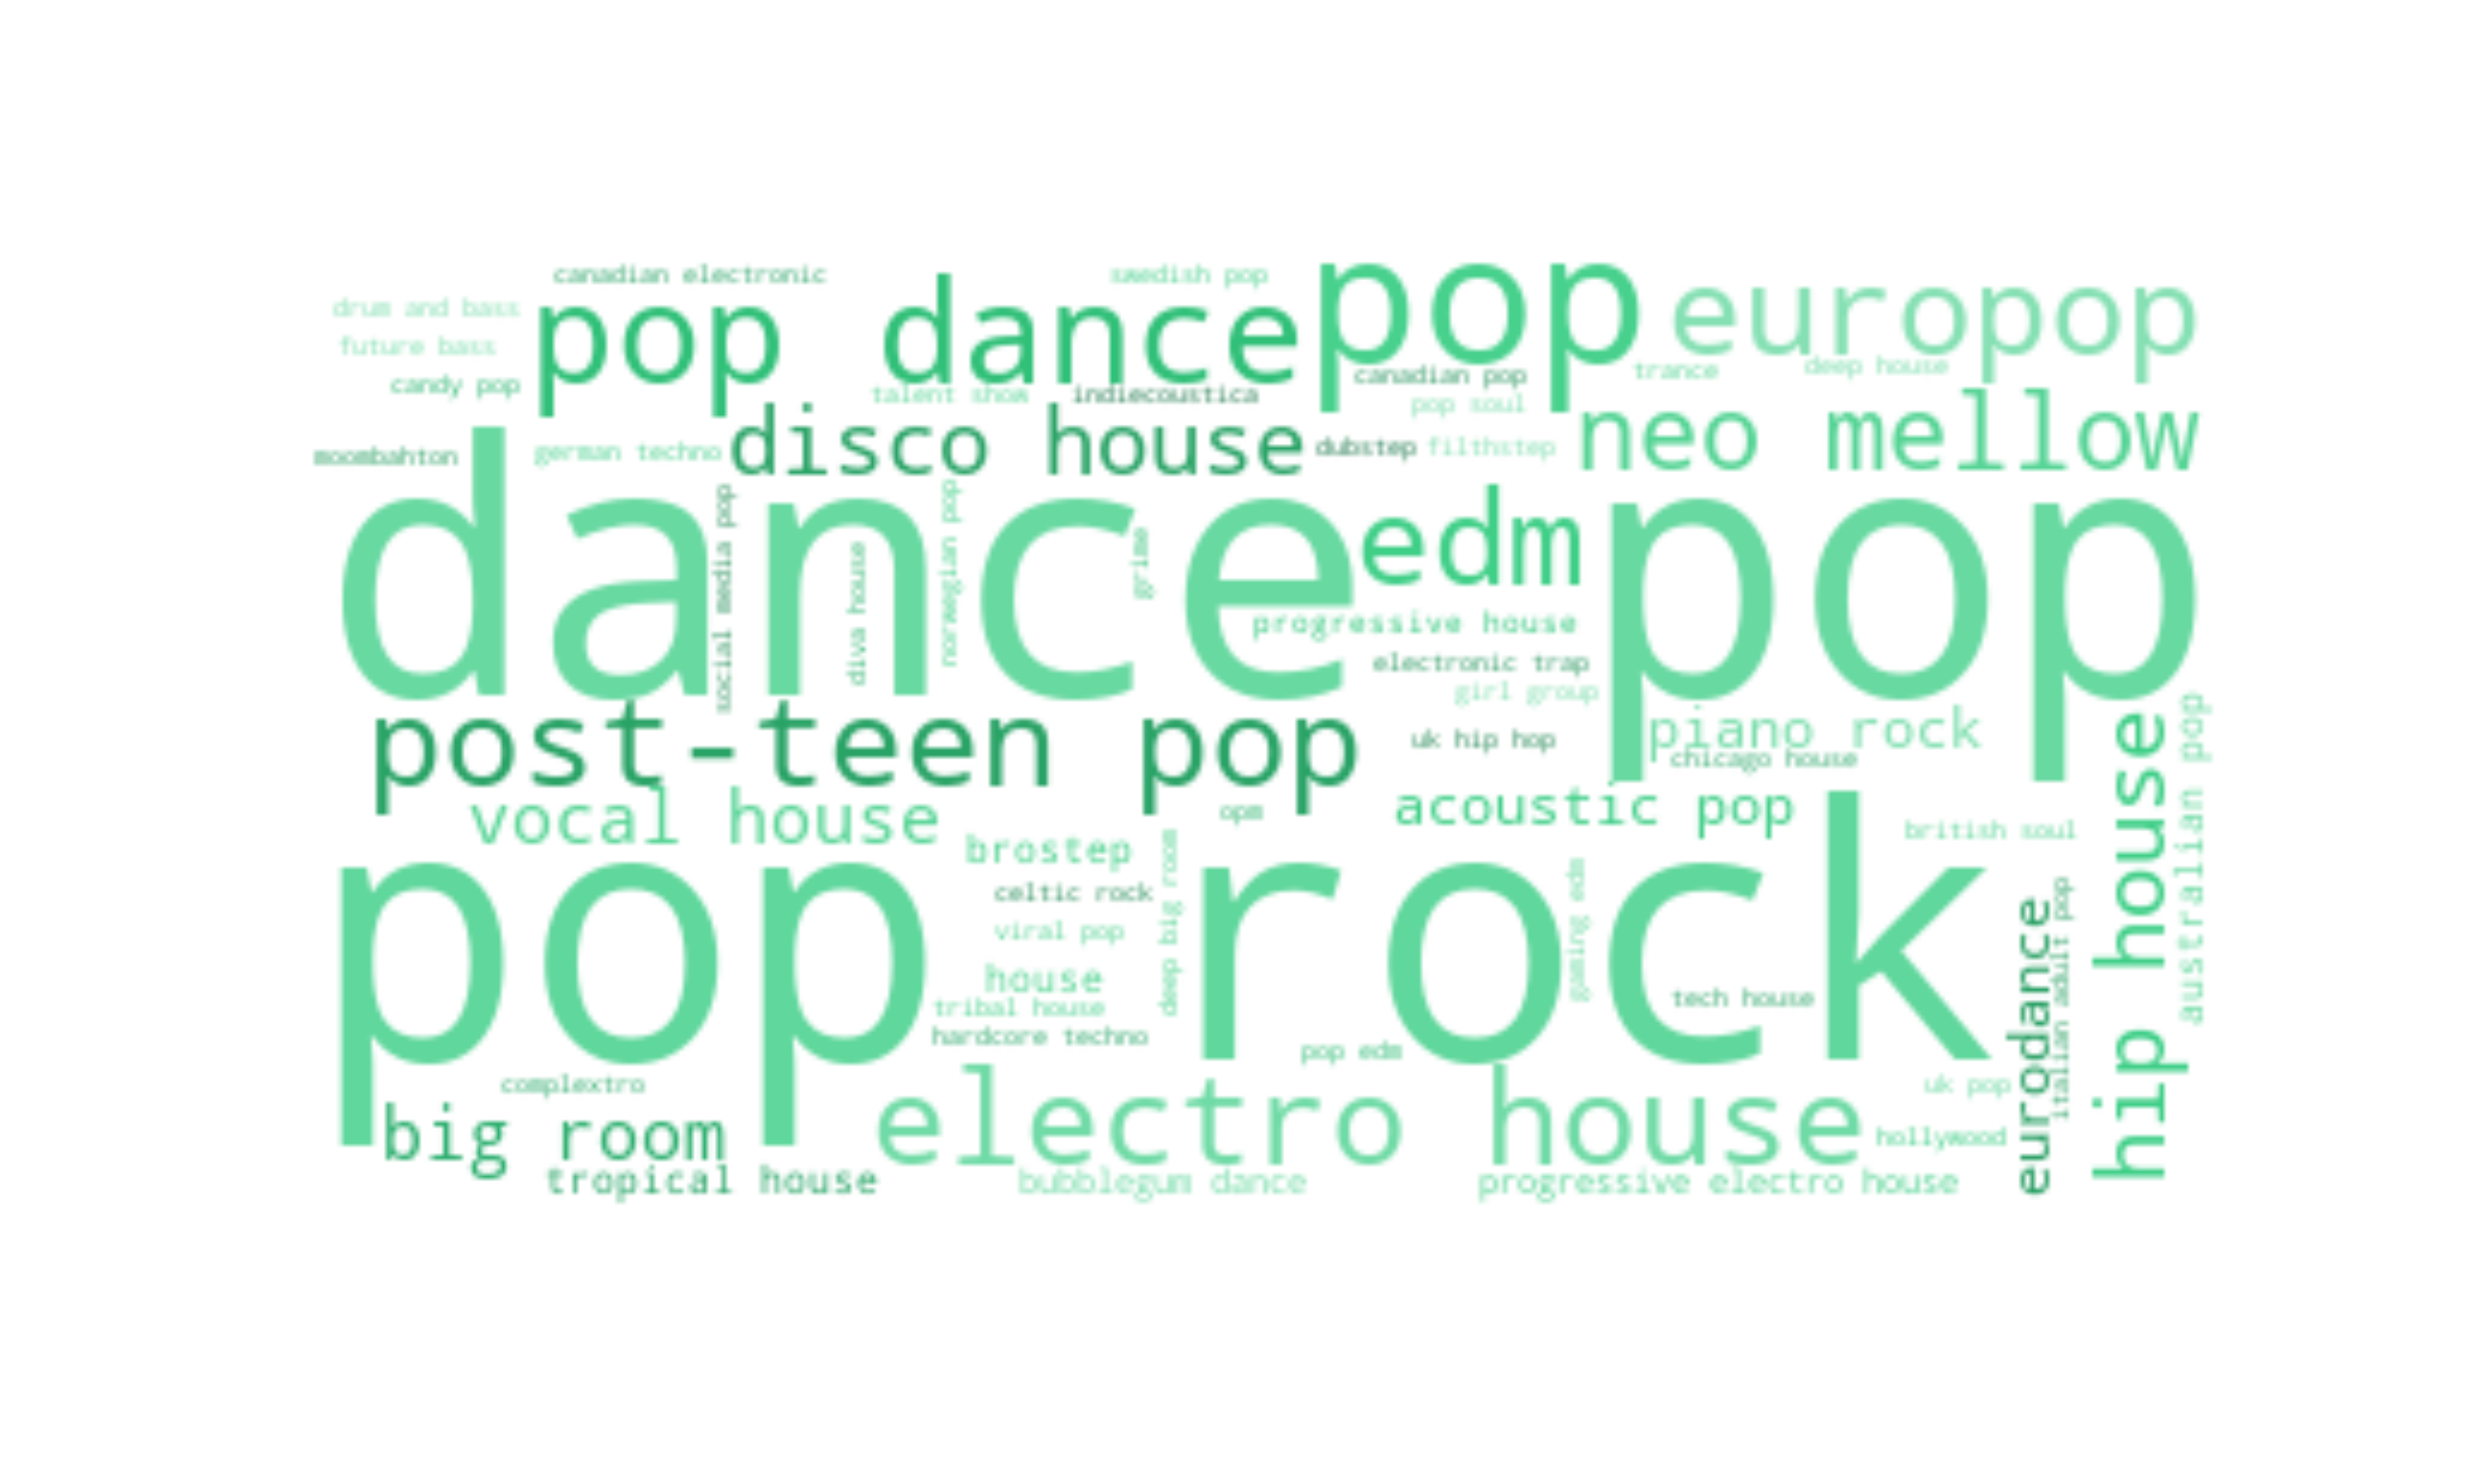 canadian electronic
swedish pop
pop dance
pop
europop
drum and bass
future bass
candy pop
talent show
indiecoustica
canadian pop
pop soul
trance
deep house
moombahton
german techno
disco house
dubstep
filthstep
neo mellow
dance pop
social media pop
diva house
norwegian pop
grime
edm
progressive house
electronic trap
girl group
post-teen pop
uk hip hop
piano rock
chicago house
vocal house
opm
acoustic pop
british soul
hip house
australian pop
pop rock
brostep
celtic rock
viral pop
house
tribal house
hardcore techno
deep big room
gaming edm
tech house
pop edm
eurodance
italian adult pop
complextro
big room
electro house
uk pop
hollywood
tropical house
bubblegum dance
progressive electro house